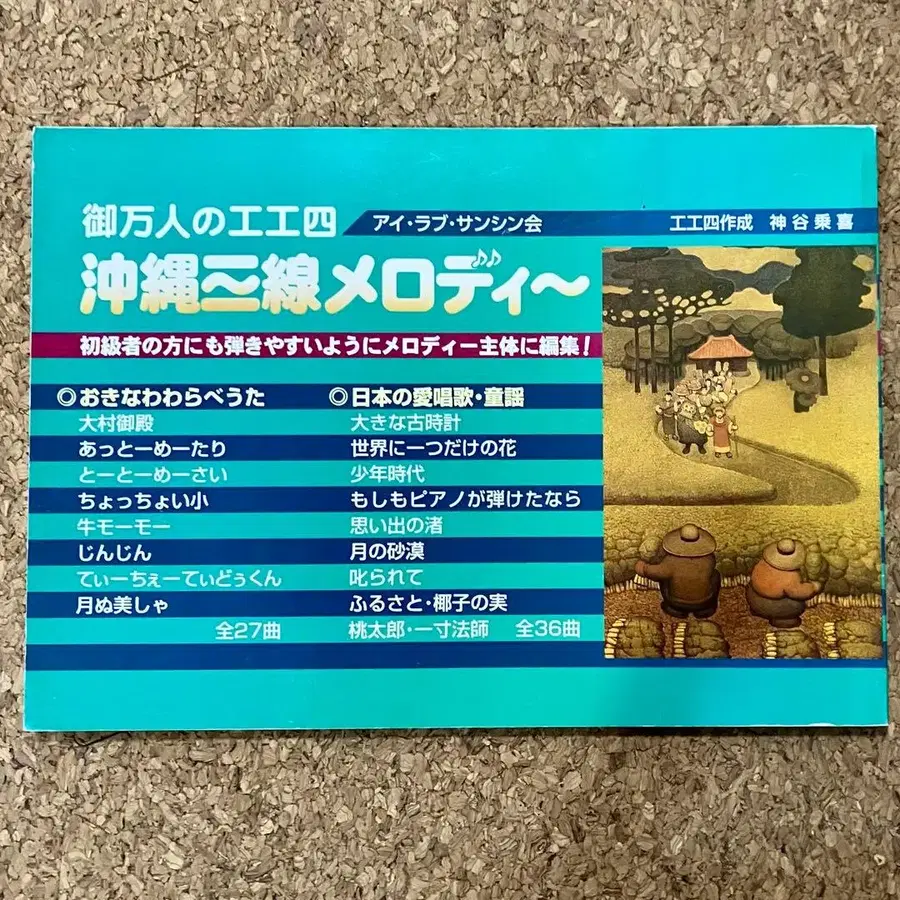 御万人の工工四 アイ・ラブ・サンシン会 工工四作成 神谷乗喜
沖縄三線メロディ〜
初級者の方にも弾きやすいようにメロディー主体に編集!
◎おきなわわらべうた
大村御殿
あっとーめーたり
とーとーめーさい
ちょっちょい小
牛モーモー
じんじん
てぃーちぇーてぃどぅくん
月ぬ美しゃ
全27曲
◎日本の愛唱歌・童謡
大きな古時計
世界に一つだけの花
少年時代
もしもピアノが弾けたなら
思い出の渚
月の砂漠
叱られて
ふるさと・椰子の実
桃太郎・一寸法師 全36曲